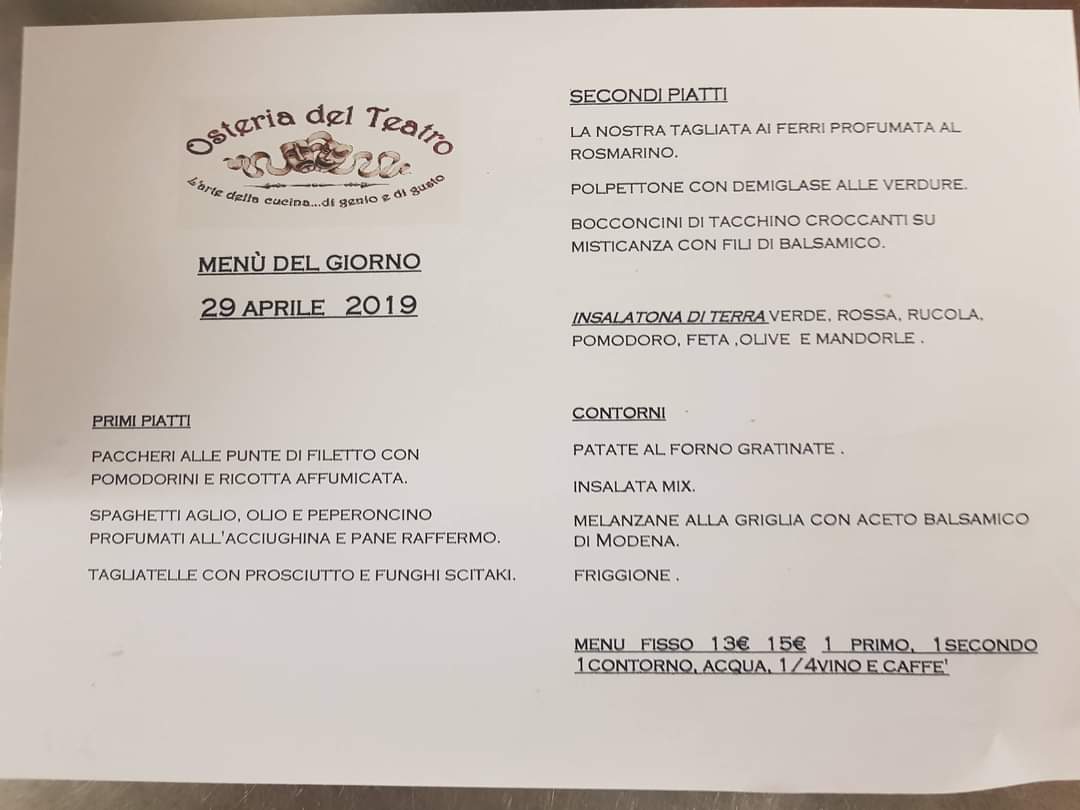 Osteria del Teatro
L'arte della cucina...di genio e di gusto
MENÙ DEL GIORNO
29 APRILE 2019
PRIMI PIATTI
PACCHERI ALLE PUNTE DI FILETTO CON
POMODORINI E RICOTTA AFFUMICATA.
SPAGHETTI AGLIO, OLIO E PEPERONCINO
PROFUMATI ALL'ACCIUGHINA E PANE RAFFERMO.
TAGLIATELLE CON PROSCIUTTO E FUNGHI SCITAKI.
SECONDI PIATTI
LA NOSTRA TAGLIATA AI FERRI PROFUMATA AL
ROSMARINO.
POLPETTONE CON DEMIGLASE ALLE VERDURE.
BOCCONCINI DI TACCHINO CROCCANTI SU
MISTICANZA CON FILI DI BALSAMICO.
INSALATONA DI TERRA VERDE, ROSSA, RUCOLA,
POMODORO, FETA ,OLIVE E MANDORLE .
CONTORNI
PATATE AL FORNO GRATINATE .
INSALATA MIX.
MELANZANE ALLA GRIGLIA CON ACETO BALSAMICO
DI MODENA.
FRIGGIONE .
MENU FISSO 13€ 15€ 1 PRIMO, 1SECONDO
1CONTORNO, ACQUA, 1/4VINO E CAFFE'